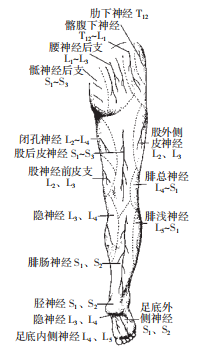 肋下神经 T₁₂
髂腹下神经
T₁₂~L₁
腰神经后支
L₁~L₃
骶神经后支
S₁~S₃
闭孔神经 L₂~L₄
股后皮神经 S₁~S₃
股神经前皮支
L₂、L₃
隐神经 L₃、L₄
腓肠神经 S₁、S₂
胫神经 S₁、S₂
隐神经 L₃、L₄
足底内侧神经 L₄、L₅
股外侧
皮神经
L₂、L₃
腓总神经
L₄~S₁
腓浅神经
L₅~S₁
足底外
侧神经
S₁、S₂